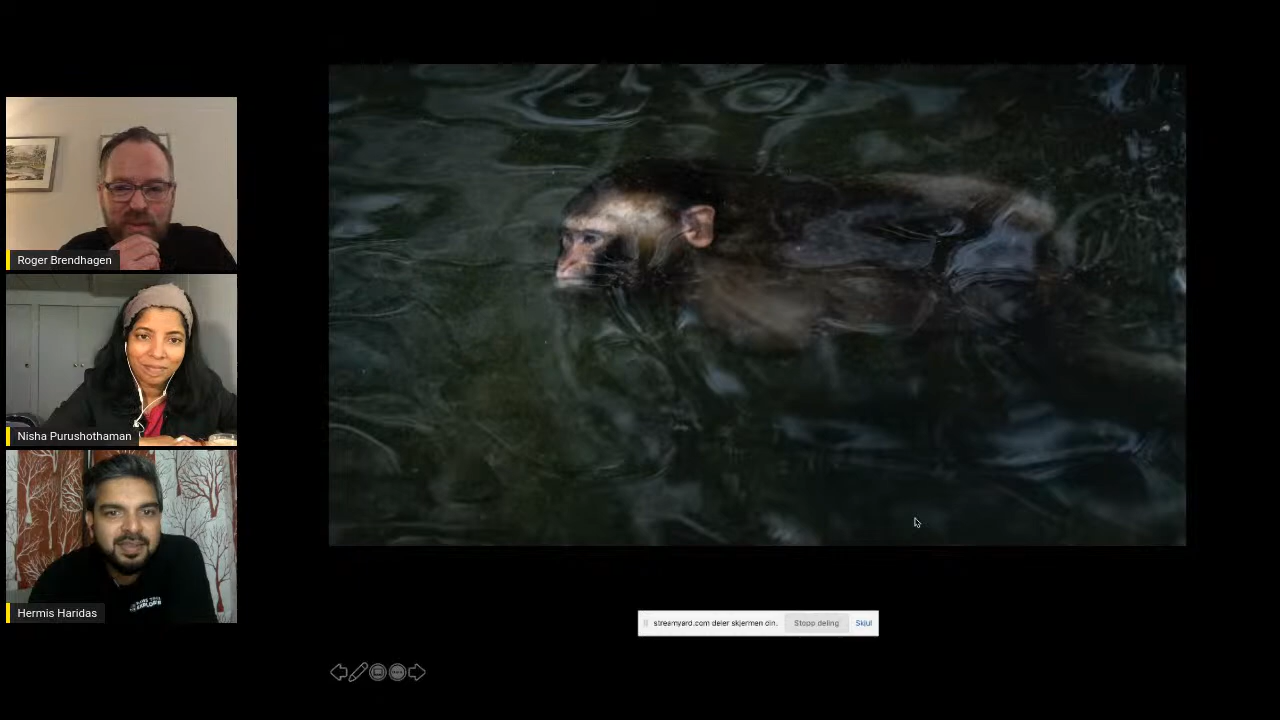 Roger Brendhagen
Nisha Purushothaman
Hermis Haridas
streamyard.com deler skjermen din.
Stopp deling
Skjul